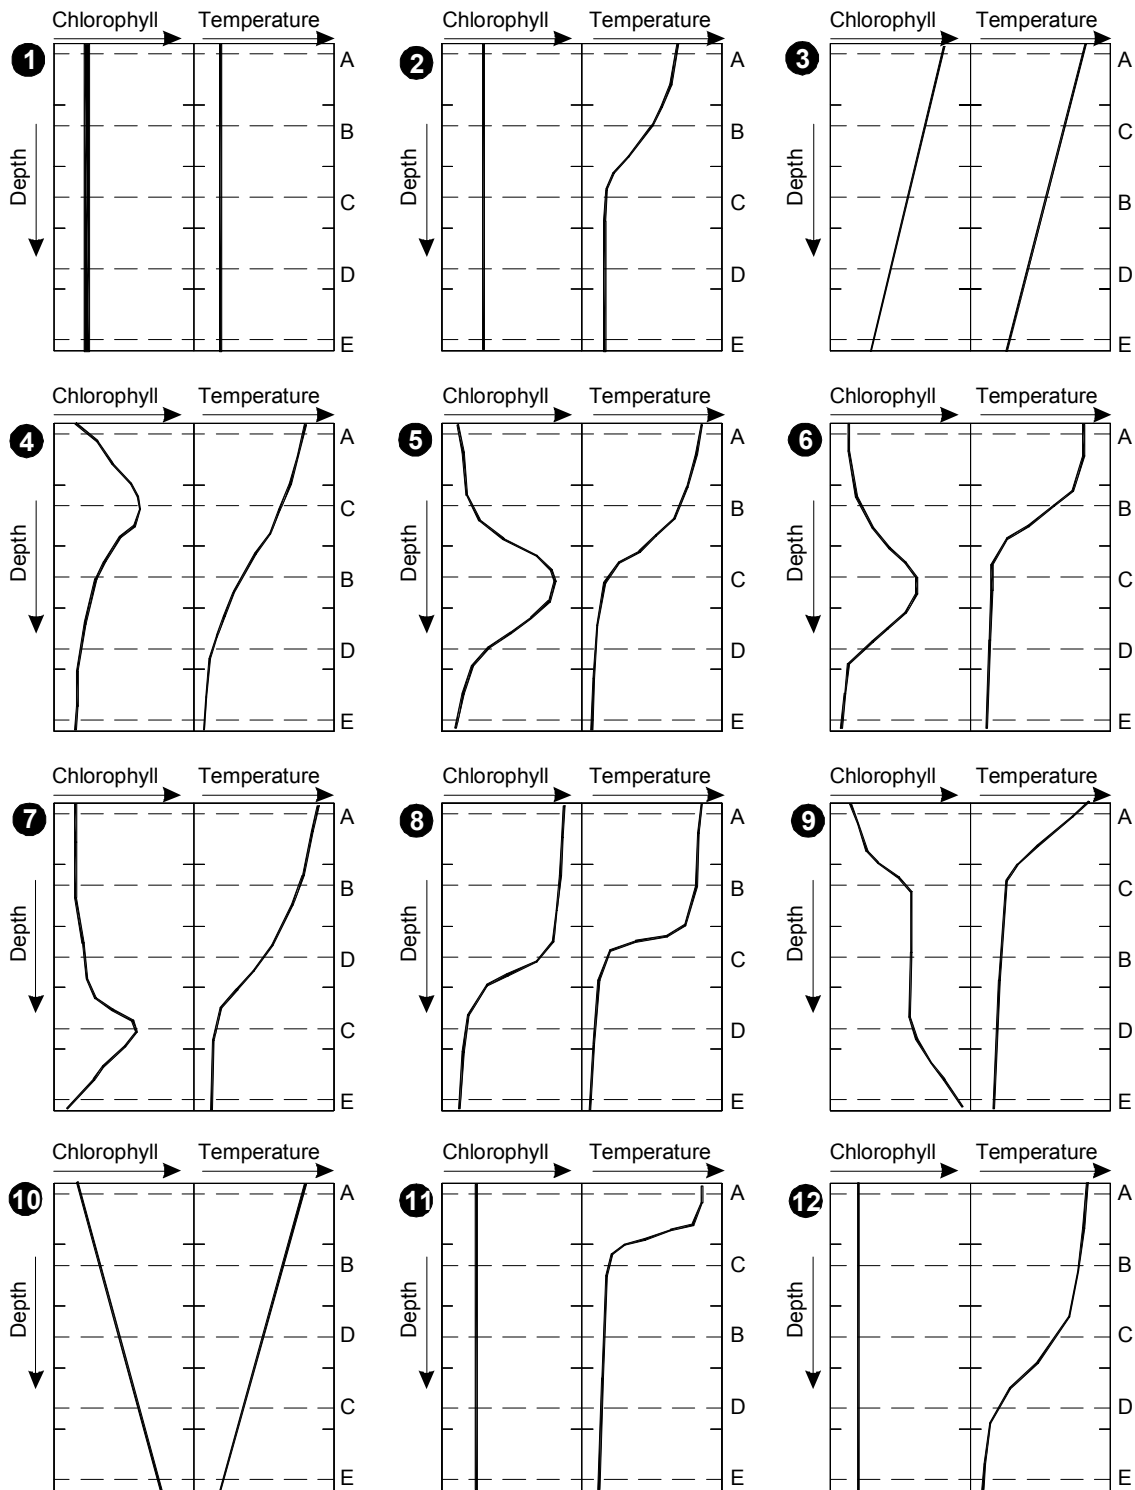 Chlorophyll Temperature Chlorophyll Temperature Chlorophyll Temperature
1 A 2 A 3 A
B B C
Depth Depth Depth
C C B
D D D
E E E
Chlorophyll Temperature Chlorophyll Temperature Chlorophyll Temperature
4 A 5 A 6 A
C B B
Depth Depth Depth
B C C
D D D
E E E
Chlorophyll Temperature Chlorophyll Temperature Chlorophyll Temperature
7 A 8 A 9 A
B B C
Depth Depth Depth
D C B
C D D
E E E
Chlorophyll Temperature Chlorophyll Temperature Chlorophyll Temperature
10 A 11 A 12 A
B C B
Depth Depth Depth
D B C
C D D
E E E